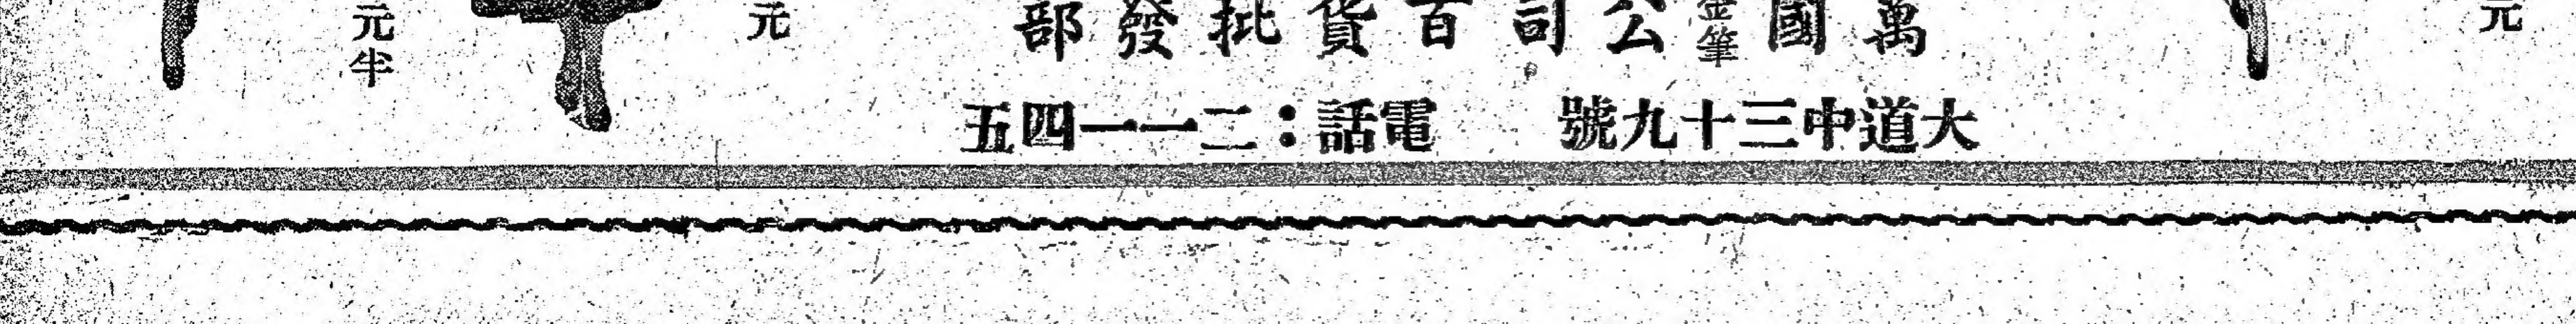 元
萬國金筆公司百貨批發部
元
元半
大道中三十九號　電話：二一一四五